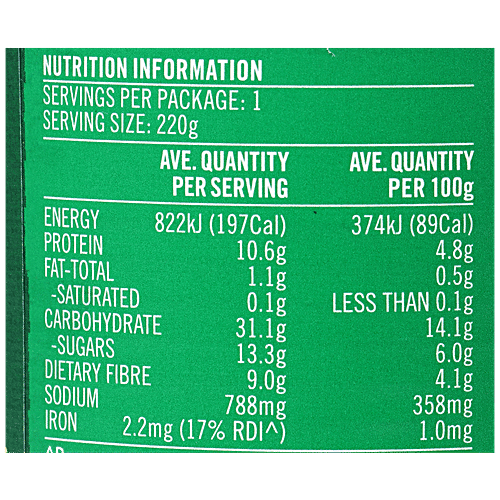 NUTRITION INFORMATION
SERVINGS PER PACKAGE: 1
SERVING SIZE: 220g
AVE. QUANTITY PER SERVING AVE. QUANTITY PER 100g
ENERGY 822kJ (197Cal) 374kJ (89Cal)
PROTEIN 10.6g 4.8g
FAT-TOTAL 1.1g 0.5g
-SATURATED 0.1g LESS THAN 0.1g
CARBOHYDRATE 31.1g 14.1g
-SUGARS 13.3g 6.0g
DIETARY FIBRE 9.0g 4.1g
SODIUM 788mg 358mg
IRON 2.2mg (17% RDI^) 1.0mg